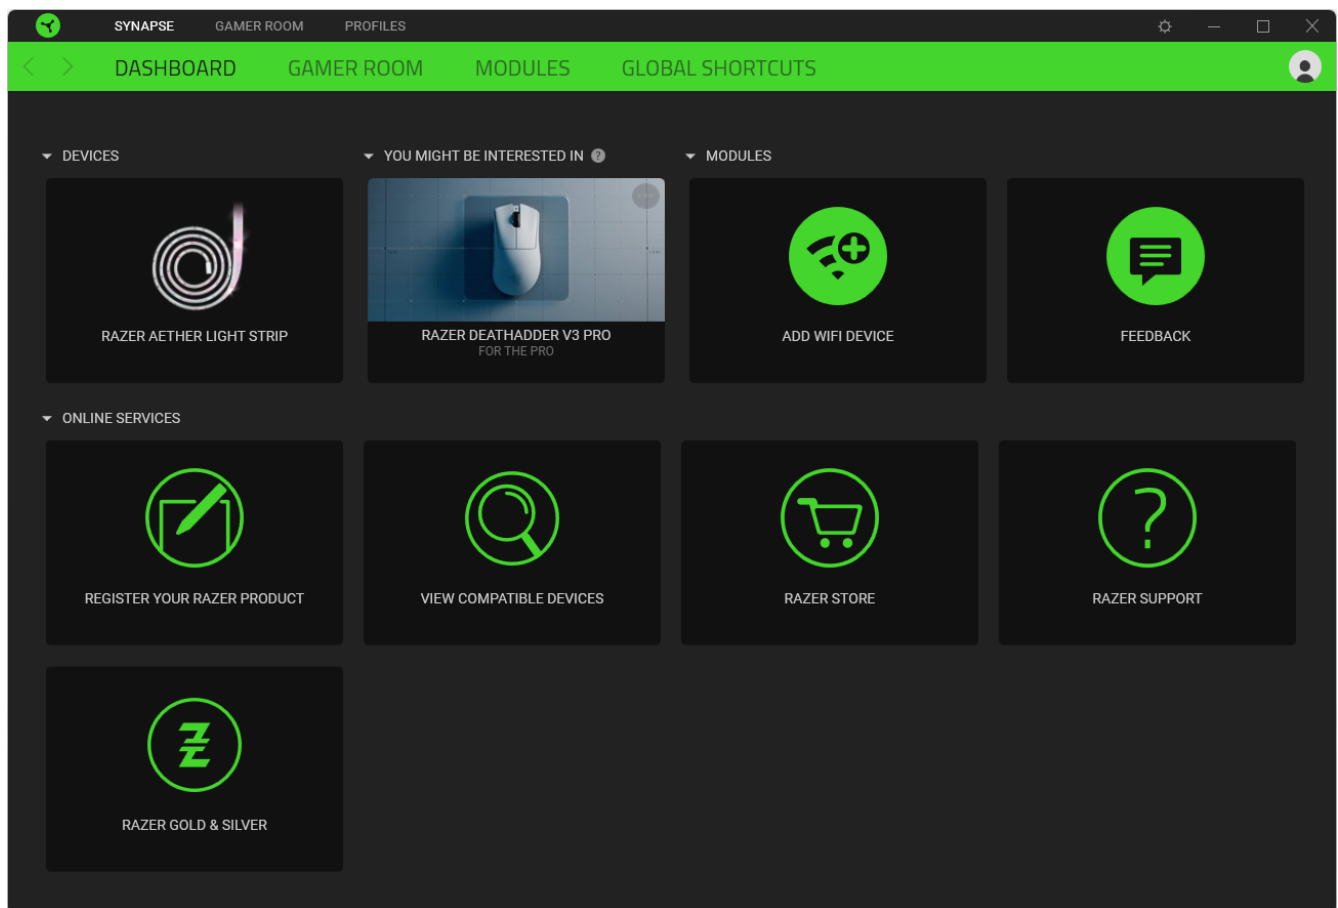 SYNAPSE GAMER ROOM PROFILES
DASHBOARD GAMER ROOM MODULES GLOBAL SHORTCUTS
DEVICES
YOU MIGHT BE INTERESTED IN ?
MODULES
RAZER AETHER LIGHT STRIP
RAZER DEATHADDER V3 PRO
FOR THE PRO
ADD WIFI DEVICE
FEEDBACK
ONLINE SERVICES
REGISTER YOUR RAZER PRODUCT
VIEW COMPATIBLE DEVICES
RAZER STORE
RAZER SUPPORT
RAZER GOLD & SILVER